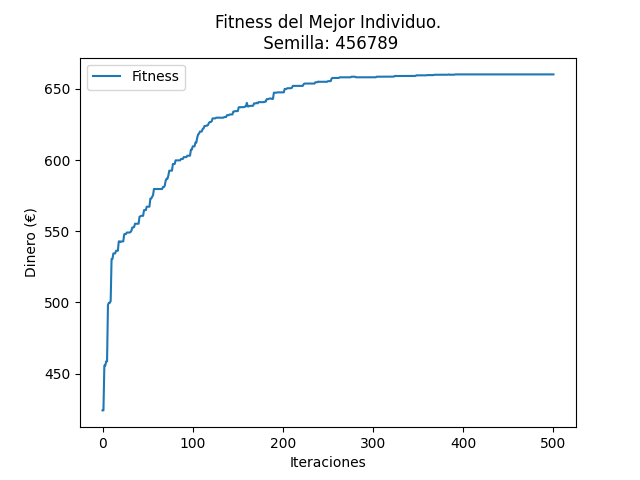 Fitness del Mejor Individuo.
Semilla: 456789
Fitness
650
600
550
500
450
Dinero (€)
0 100 200 300 400 500
Iteraciones